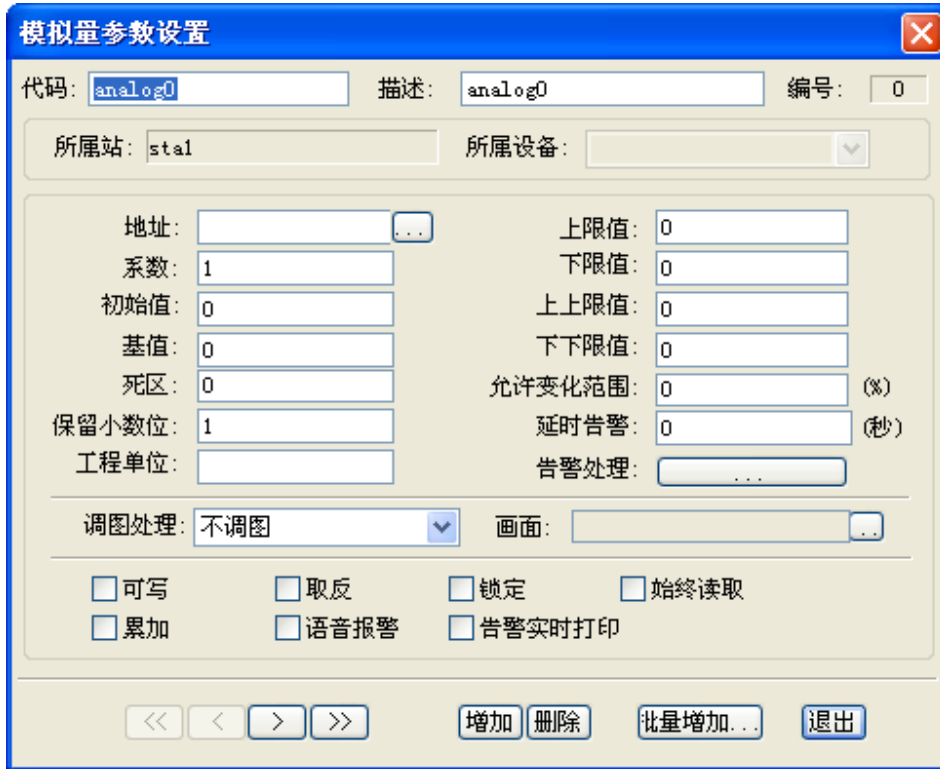 模拟量参数设置
代码: analog0 描述: analog0 编号: 0
所属站: sta1 所属设备:
地址: ... 上限值: 0
系数: 1 下限值: 0
初始值: 0 上上限值: 0
基值: 0 下下限值: 0
死区: 0 允许变化范围: 0 (%)
保留小数位: 1 延时告警: 0 (秒)
工程单位: 告警处理: ...
调图处理: 不调图 画面: ..
可写 取反 锁定 始终读取
累加 语音报警 告警实时打印
<< < > >> 增加 删除 批量增加... 退出